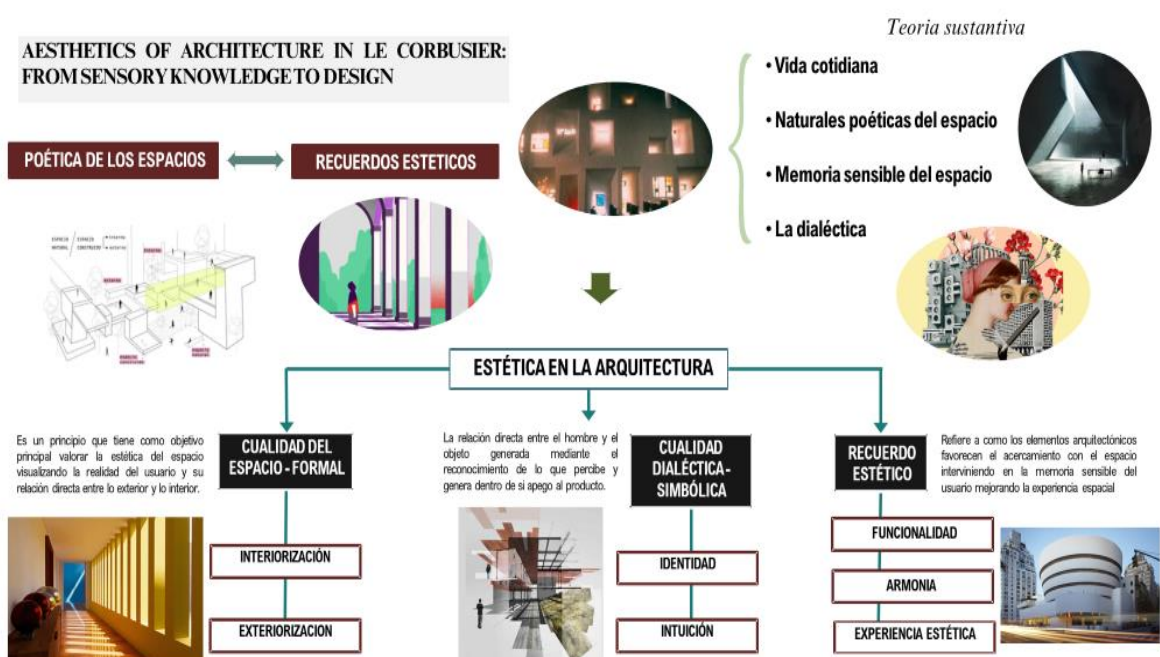 Teoria sustantiva
AESTHETICS OF ARCHITECTURE IN LE CORBUSIER:
FROM SENSORY KNOWLEDGE TO DESIGN
• Vida cotidiana
• Naturales poéticas del espacio
• Memoria sensible del espacio
• La dialéctica
POÉTICA DE LOS ESPACIOS
RECUERDOS ESTETICOS
ESPACIO
NATURAL
ESPACIO
CONSTRUIDO
ESTÉTICA EN LA ARQUITECTURA
Es un principio que tiene como objetivo
principal valorar la estética del espacio
visualizando la realidad del usuario y su
relación directa entre lo exterior y lo interior.
CUALIDAD DEL
ESPACIO - FORMAL
INTERIORIZACIÓN
EXTERIORIZACION
La relación directa entre el hombre y el
objeto generada mediante el
reconocimiento de lo que percibe y
genera dentro de si apego al producto.
CUALIDAD
DIALÉCTICA-
SIMBÓLICA
IDENTIDAD
INTUICIÓN
RECUERDO
ESTÉTICO
Refiere a como los elementos arquitectónicos
favorecen el acercamiento con el espacio
interviniendo en la memoria sensible del
usuario mejorando la experiencia espacial
FUNCIONALIDAD
ARMONIA
EXPERIENCIA ESTÉTICA